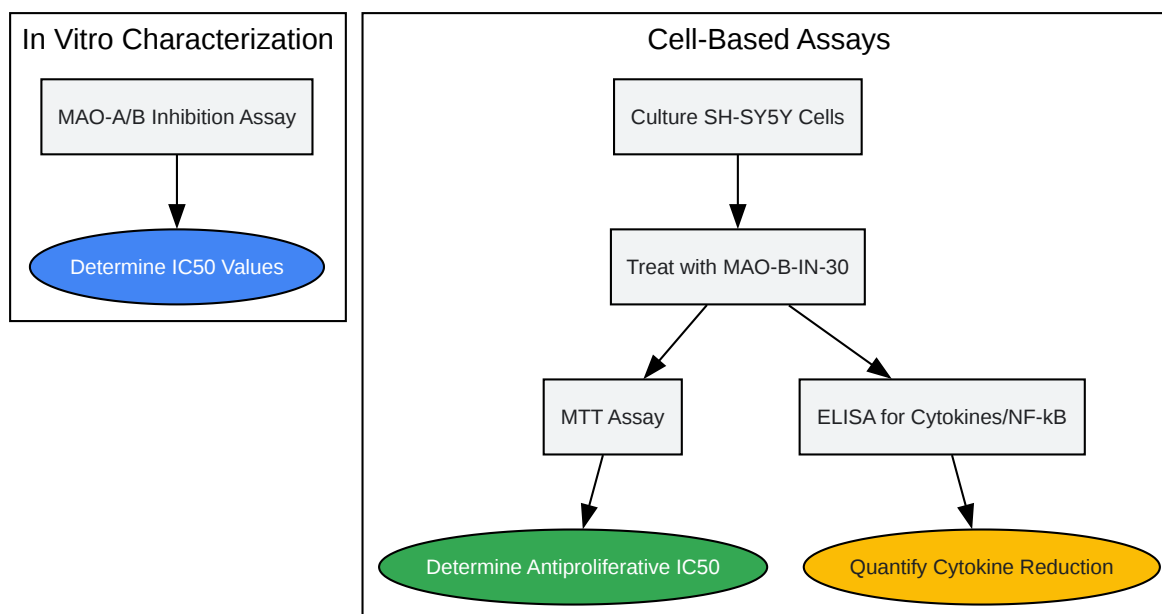 In Vitro Characterization
MAO-A/B Inhibition Assay
Determine IC50 Values
Cell-Based Assays
Culture SH-SY5Y Cells
Treat with MAO-B-IN-30
MTT Assay
ELISA for Cytokines/NF-kB
Determine Antiproliferative IC50
Quantify Cytokine Reduction